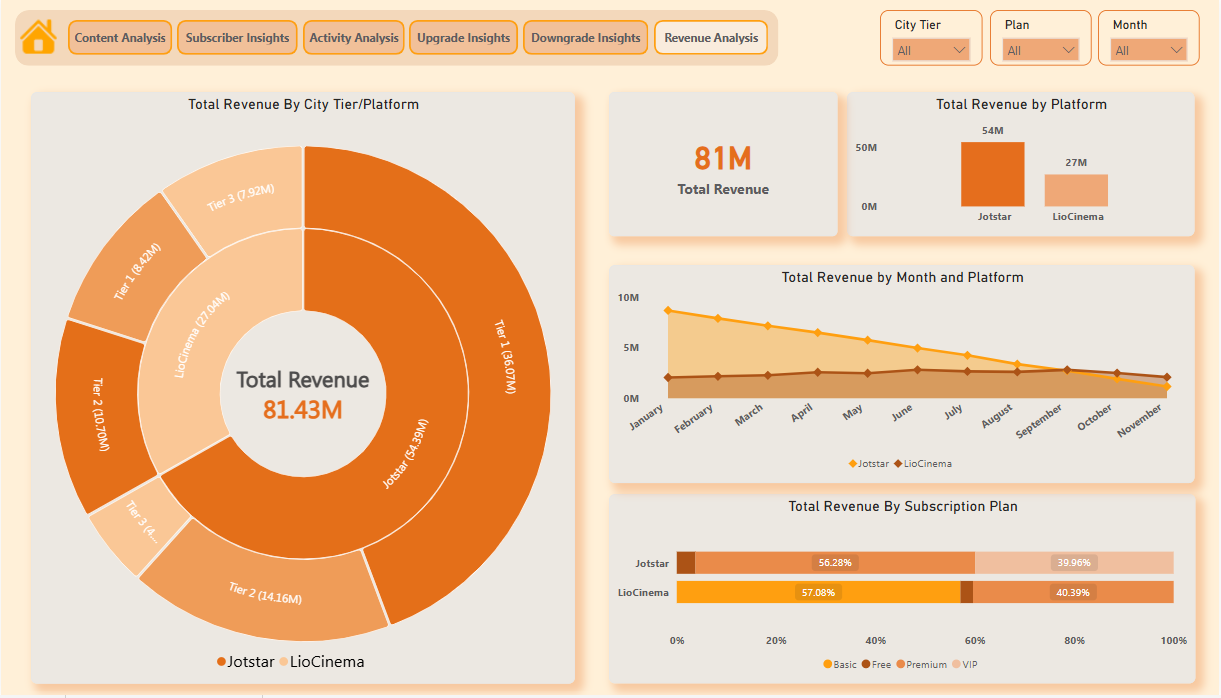 Content Analysis
Subscriber Insights
Activity Analysis
Upgrade Insights
Downgrade Insights
Revenue Analysis
City Tier
All
Plan
All
Month
All
Total Revenue By City Tier/Platform
Tier 1 (36.07M)
Tier 2 (14.16M)
Tier 3 (4...
Tier 2 (10.70M)
Tier 1 (8.42M)
Tier 3 (7.92M)
Jotstar (54.39M)
LioCinema (27.04M)
Total Revenue
81.43M
Jotstar LioCinema
81M
Total Revenue
Total Revenue by Platform
50M
0M
54M
27M
Jotstar
LioCinema
Total Revenue by Month and Platform
10M
5M
0M
January
February
March
April
May
June
July
August
September
October
November
Jotstar LioCinema
Total Revenue By Subscription Plan
Jotstar 56.28% 39.96%
LioCinema 57.08% 40.39%
0% 20% 40% 60% 80% 100%
Basic Free Premium VIP